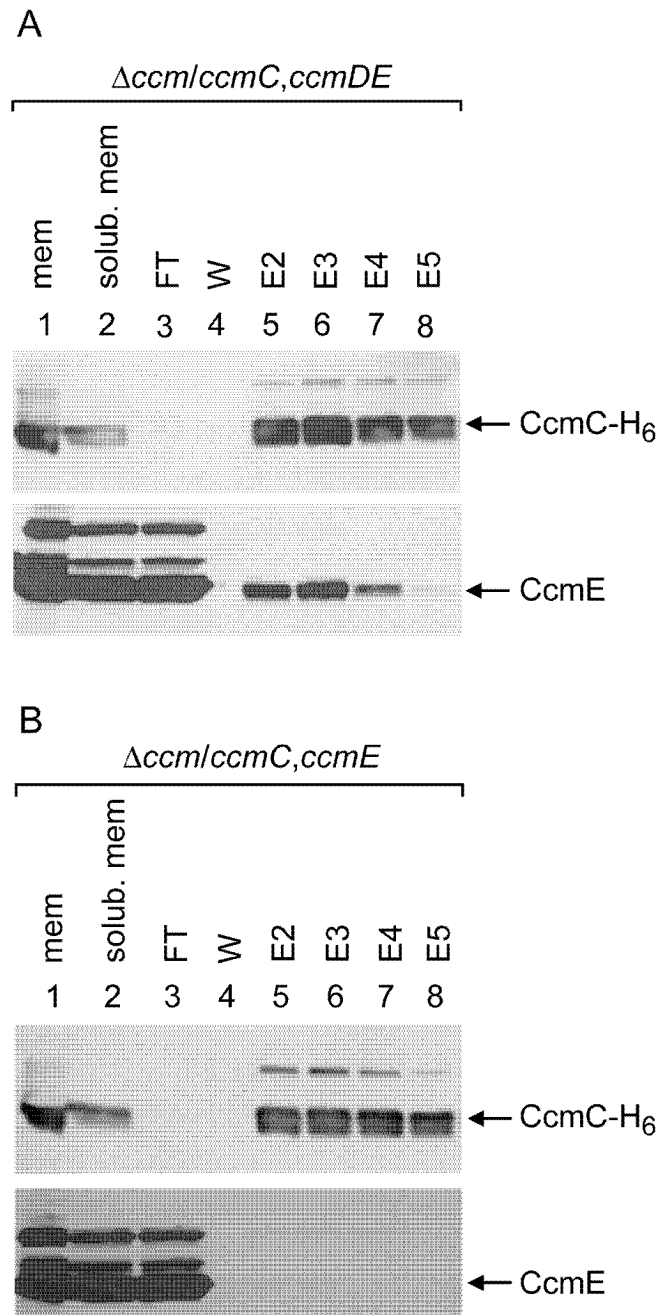 A
Δccm/ccmC,ccmDE
mem solub. mem FT W E2 E3 E4 E5
1 2 3 4 5 6 7 8
CcmC-H6
CcmE
B
Δccm/ccmC,ccmE
mem solub. mem FT W E2 E3 E4 E5
1 2 3 4 5 6 7 8
CcmC-H6
CcmE